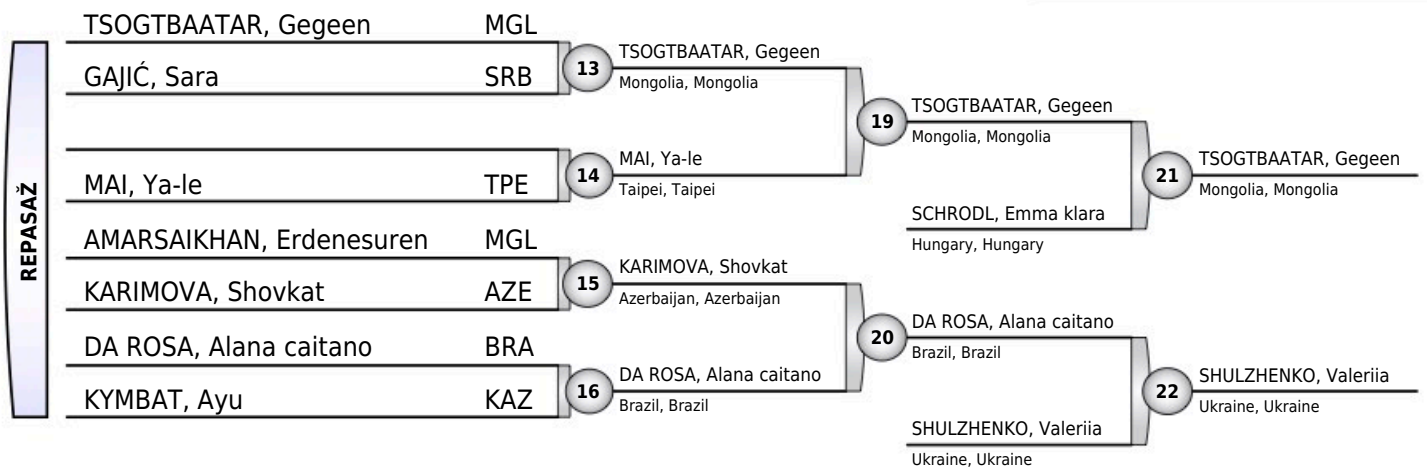 REPASAŽ
TSOGTBAATAR, Gegeen MGL
GAJIĆ, Sara SRB
MAI, Ya-le TPE
AMARSAIKHAN, Erdenesuren MGL
KARIMOVA, Shovkat AZE
DA ROSA, Alana caitano BRA
KYMBAT, Ayu KAZ
13
TSOGTBAATAR, Gegeen
Mongolia, Mongolia
14
MAI, Ya-le
Taipei, Taipei
15
KARIMOVA, Shovkat
Azerbaijan, Azerbaijan
16
DA ROSA, Alana caitano
Brazil, Brazil
19
TSOGTBAATAR, Gegeen
Mongolia, Mongolia
SCHRODL, Emma klara
Hungary, Hungary
20
DA ROSA, Alana caitano
Brazil, Brazil
SHULZHENKO, Valeriia
Ukraine, Ukraine
21
TSOGTBAATAR, Gegeen
Mongolia, Mongolia
22
SHULZHENKO, Valeriia
Ukraine, Ukraine